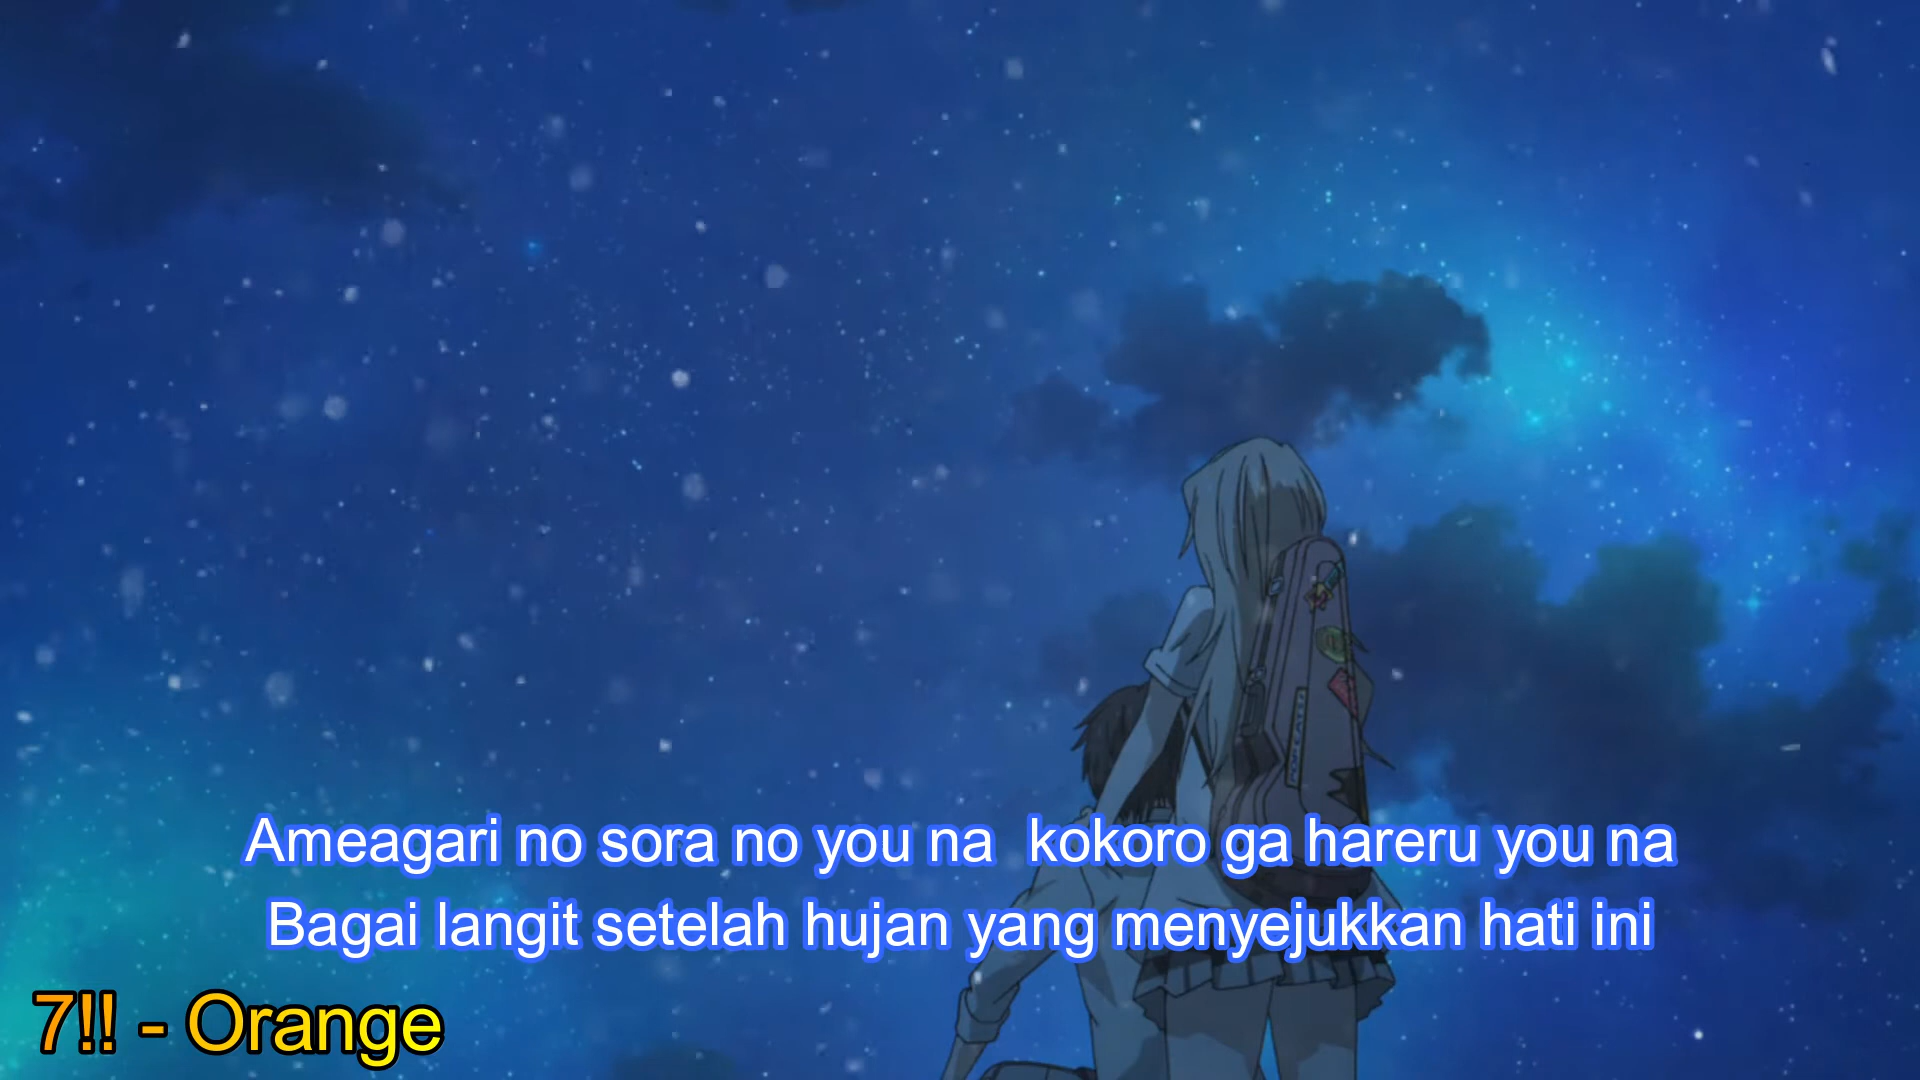 Ameagari no sora no you na  kokoro ga hareru you na
Bagai langit setelah hujan yang menyejukkan hati ini
7!! - Orange